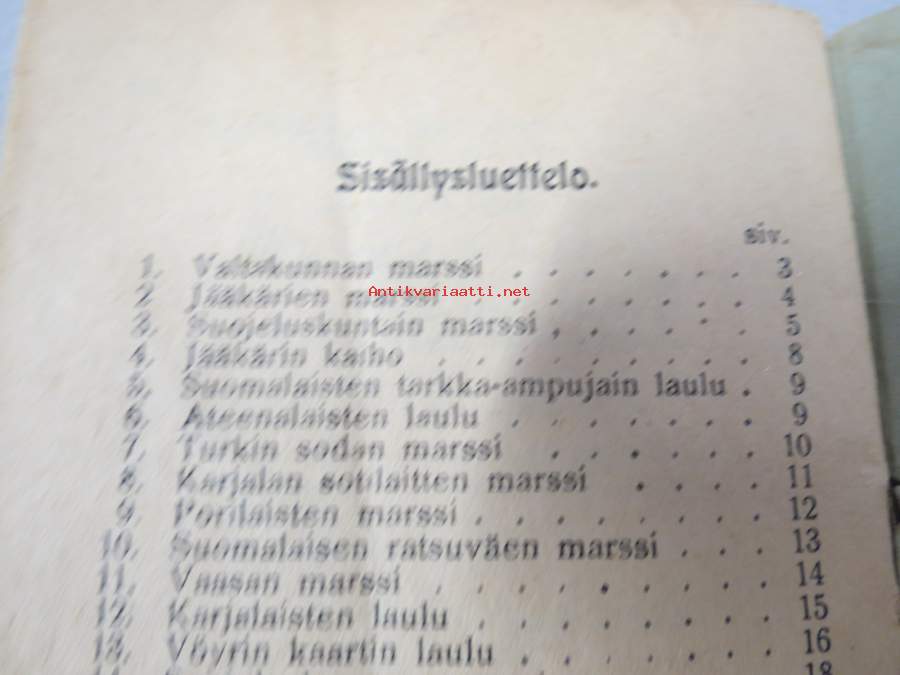 Sisällysluettelo.
siv.
1. Valtakunnan marssi . . . . . . . 3
2. Jääkärien marssi . . . . . . . 4
Antikvariaatti.net
3. Suojeluskuntain marssi . . . . . . 5
4. Jääkärin kaiho . . . . . . . . . 8
5. Suomalaisten tarkka-ampujain laulu . 9
6. Ateenalaisten laulu . . . . . . . 9
7. Turkin sodan marssi . . . . . . 10
8. Karjalan sotilaitten marssi . . . . 11
9. Porilaisten marssi . . . . . . . . 12
10. Suomalaisen ratsuväen marssi . . . 13
11. Vaasan marssi . . . . . . . . . 14
12. Karjalaisten laulu . . . . . . . . 15
13. Vöyrin kaartin laulu . . . . . . . 16
18